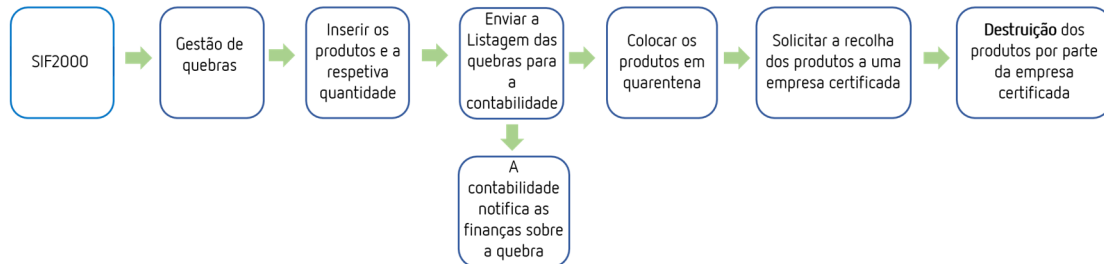 SIF2000
Gestão de
quebras
Inserir os
produtos e a
respetiva
quantidade
Enviar a
Listagem das
quebras para
a
contabilidade
Colocar os
produtos em
quarentena
Solicitar a recolha
dos produtos a uma
empresa certificada
Destruição dos
produtos por parte
da empresa
certificada
A
contabilidade
notifica as
finanças sobre
a quebra